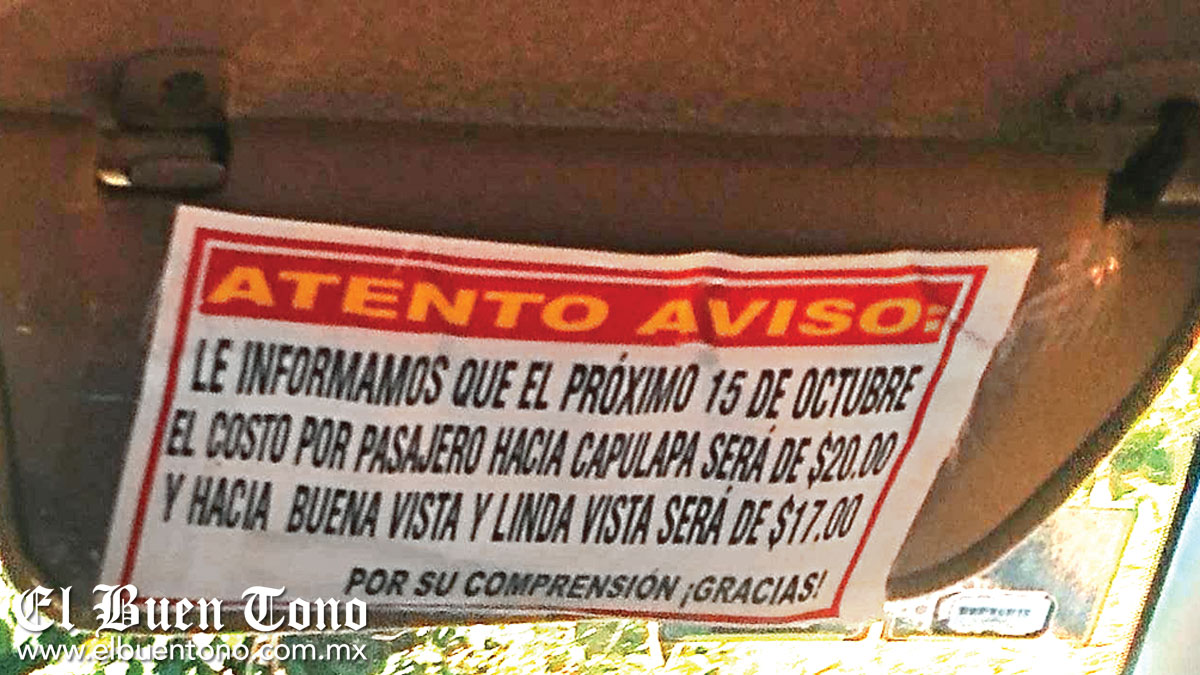 ATENTO AVISO:
LE INFORMAMOS QUE EL PRÓXIMO 15 DE OCTUBRE
EL COSTO POR PASAJERO HACIA CAPULAPA SERÁ DE $20.00
Y HACIA BUENA VISTA Y LINDA VISTA SERÁ DE $17.00
POR SU COMPRENSIÓN ¡GRACIAS!
El Buen Tono
www.elbuentono.com.mx